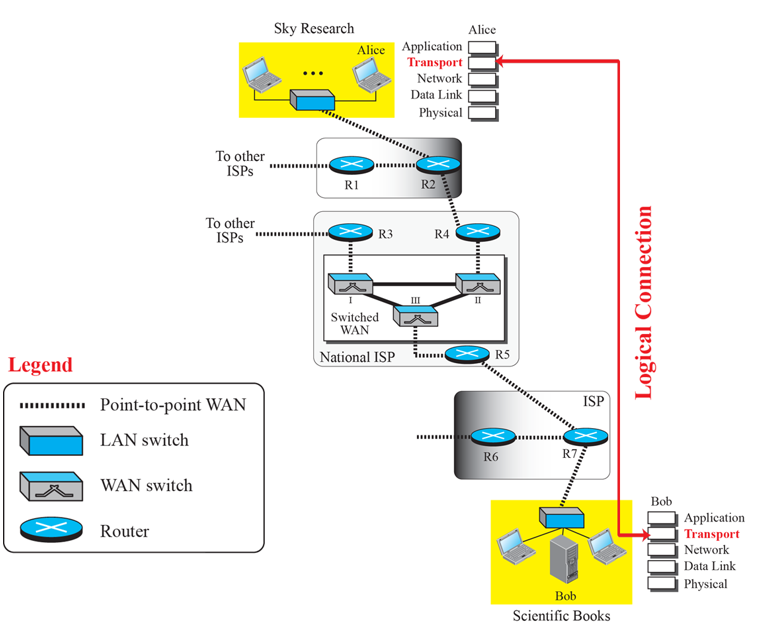 Sky Research
Alice
Alice
Application
Transport
Network
Data Link
Physical
To other
ISPs
R1
R2
To other
ISPs
R3
R4
I
II
III
Switched
WAN
National ISP
R5
Logical Connection
Legend
Point-to-point WAN
LAN switch
WAN switch
Router
ISP
R6
R7
Bob
Application
Transport
Network
Data Link
Physical
Bob
Scientific Books